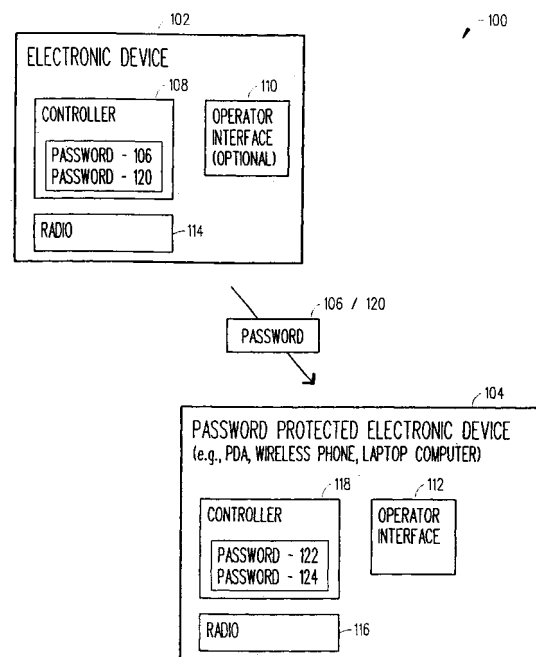 102
100
ELECTRONIC DEVICE
108
110
CONTROLLER
PASSWORD - 106
PASSWORD - 120
OPERATOR
INTERFACE
(OPTIONAL)
RADIO
114
106 / 120
PASSWORD
104
PASSWORD PROTECTED ELECTRONIC DEVICE
(e.g., PDA, WIRELESS PHONE, LAPTOP COMPUTER)
118
112
CONTROLLER
PASSWORD - 122
PASSWORD - 124
OPERATOR
INTERFACE
RADIO
116